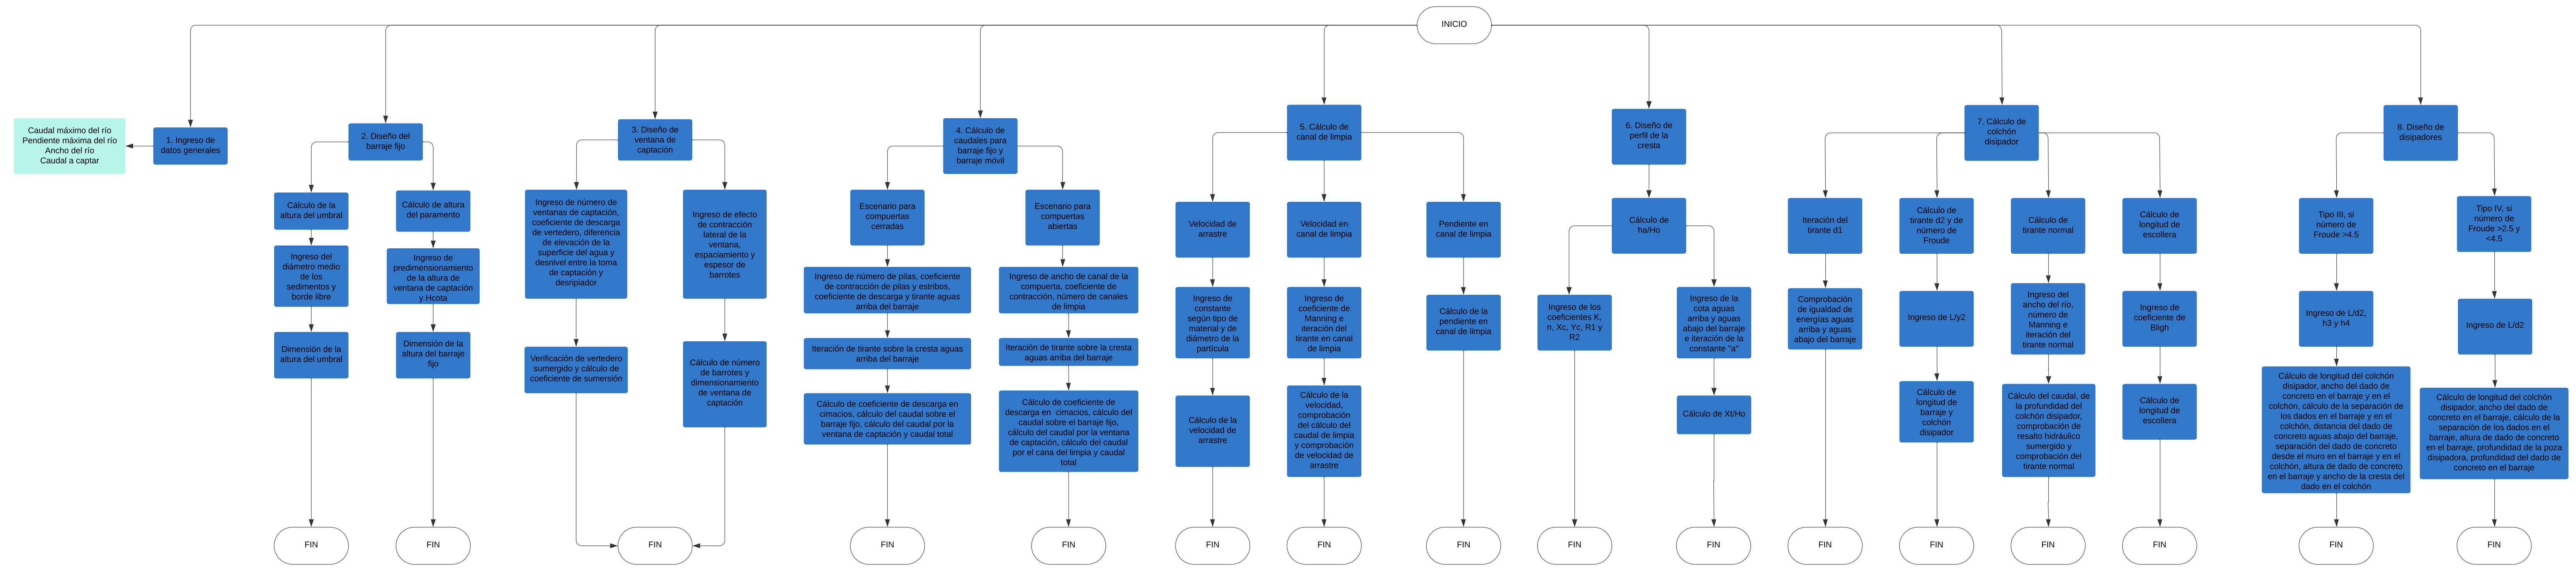 INICIO
Caudal máximo del río
Pendiente máxima del río
Ancho del río
Caudal a captar
1. Ingreso de
datos generales
2. Diseño del
barraje fijo
Cálculo de la
altura del umbral
Ingreso del
diámetro medio
de los
sedimentos y
borde libre
Dimensión de la
altura del umbral
FIN
Cálculo de altura
del paramento
Ingreso de
predimensionamiento
de la altura de
ventana de captación
y Hcota
Dimensión de la
altura del barraje
fijo
FIN
3. Diseño de
ventana de
captación
Ingreso de número de
ventanas de captación,
coeficiente de descarga
de vertedero, diferencia
de elevación de la
superficie del agua y
desnivel entre la toma
de captación y
desripiador
Verificación de vertedero
sumergido y cálculo de
coeficiente de sumersión
Ingreso de efecto
de contracción
lateral de la
ventana,
espaciamiento y
espesor de
barrotes
Cálculo de número
de barrotes y
dimensionamiento
de ventana de
captación
FIN
4. Cálculo de
caudales para
barraje fijo y
barraje móvil
Escenario para
compuertas
cerradas
Ingreso de número de pilas, coeficiente
de contracción de pilas y estribos,
coeficiente de descarga y tirante aguas
arriba del barraje
Iteración de tirante sobre la cresta aguas
arriba del barraje
Cálculo de coeficiente de descarga en
cimacios, cálculo del caudal sobre el
barraje fijo, cálculo del caudal por la
ventana de captación y caudal total
FIN
Escenario para
compuertas
abiertas
Ingreso de ancho de canal de la
compuerta, coeficiente de
contracción, número de canales
de limpia
Iteración de tirante sobre la cresta
aguas arriba del barraje
Cálculo de coeficiente de
descarga en  cimacios, cálculo del
caudal sobre el barraje fijo,
cálculo del caudal por la ventana
de captación, cálculo del caudal
por el cana del limpia y caudal
total
FIN
5. Cálculo de
canal de limpia
Velocidad de
arrastre
Ingreso de
constante
según tipo de
material y de
diámetro de la
partícula
Cálculo de la
velocidad de
arrastre
FIN
Velocidad en
canal de limpia
Ingreso de
coeficiente de
Manning e
iteración del
tirante en canal
de limpia
Cálculo de la
velocidad,
comprobación
del cálculo del
caudal de limpia
y comprobación
de velocidad de
arrastre
FIN
Pendiente en
canal de limpia
Cálculo de la
pendiente en
canal de limpia
FIN
6. Diseño de
perfil de la
cresta
Cálculo de
ha/Ho
Ingreso de los
coeficientes K,
n, Xc, Yc, R1 y
R2
FIN
Ingreso de la
cota aguas
arriba y aguas
abajo del barraje
e iteración de la
constante "a"
Cálculo de Xt/Ho
FIN
7. Cálculo de
colchón
disipador
Iteración del
tirante d1
Comprobación
de igualdad de
energías aguas
arriba y aguas
abajo del barraje
FIN
Cálculo de
tirante d2 y de
número de
Froude
Ingreso de L/y2
Cálculo de
longitud de
barraje y
colchón
disipador
FIN
Cálculo de
tirante normal
Ingreso del
ancho del río,
número de
Manning e
iteración del
tirante normal
Cálculo del caudal, de
la profundidad del
colchón disipador,
comprobación de
resalto hidráulico
sumergido y
comprobación del
tirante normal
FIN
Cálculo de
longitud de
escollera
Ingreso de
coeficiente de
Bligh
Cálculo de
longitud de
escollera
FIN
8. Diseño de
disipadores
Tipo III, si
número de
Froude >4.5
Ingreso de L/d2,
h3 y h4
Cálculo de longitud del colchón
disipador, ancho del dado de
concreto en el barraje y en el
colchón, cálculo de la separación de
los dados en el barraje y en el
colchón, distancia del dado de
concreto aguas abajo del barraje,
separación del dado de concreto
desde el muro en el barraje y en el
colchón, altura de dado de concreto
en el barraje y ancho de la cresta del
dado en el colchón
FIN
Tipo IV, si
número de
Froude >2.5 y
<4.5
Ingreso de L/d2
Cálculo de longitud del colchón
disipador, ancho del dado de
concreto en el barraje, cálculo de la
separación de los dados en el
barraje, altura de dado de concreto
en el barraje, profundidad de la poza
disipadora, profundidad del dado de
concreto en el barraje
FIN